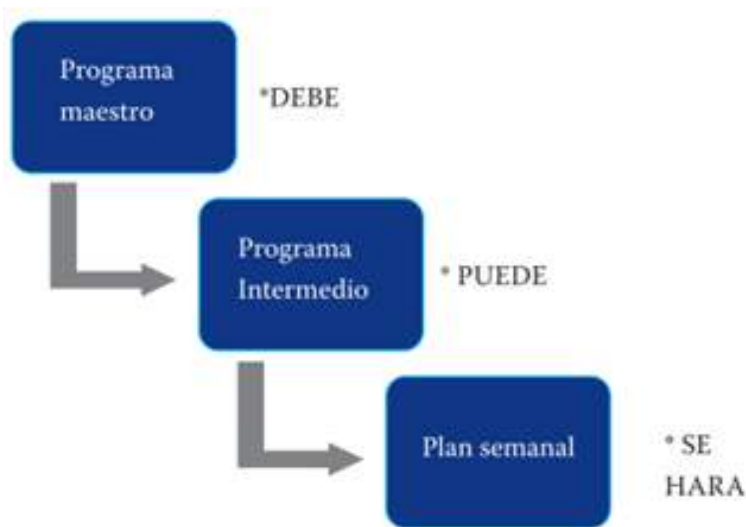 Programa
maestro
*DEBE
Programa
Intermedio
* PUEDE
Plan semanal
* SE
HARA